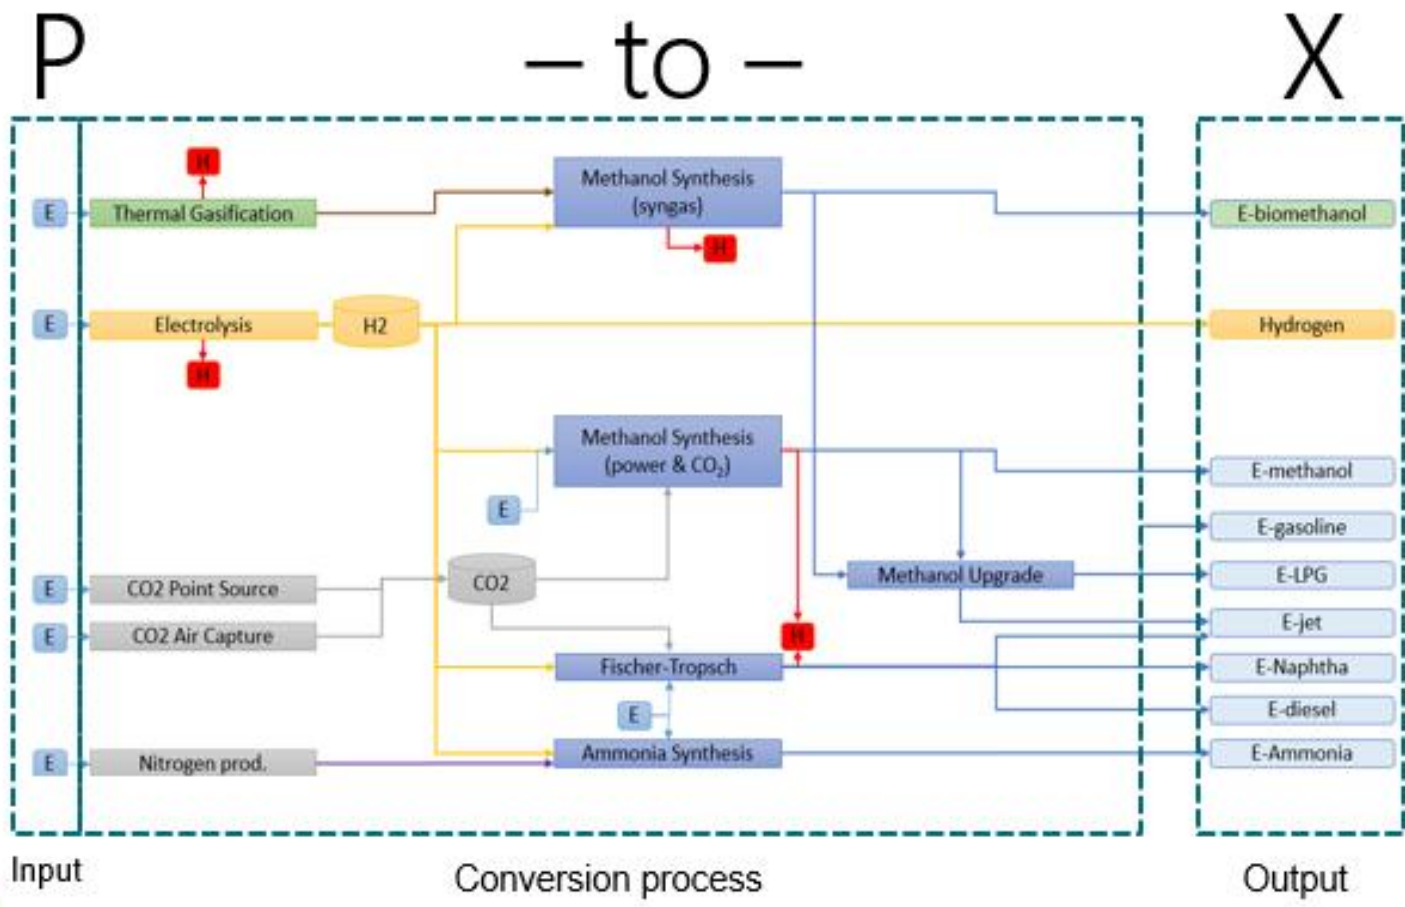 P – to – X
H
E
Thermal Gasification
Methanol Synthesis
(syngas)
H
E-biomethanol
E
Electrolysis
H2
Hydrogen
H
Methanol Synthesis
(power & CO₂)
E
E-methanol
E-gasoline
E
CO2 Point Source
CO2
Methanol Upgrade
E-LPG
E
CO2 Air Capture
H
E-jet
Fischer-Tropsch
E-Naphtha
E
E-diesel
E
Nitrogen prod.
Ammonia Synthesis
E-Ammonia
Input
Conversion process
Output